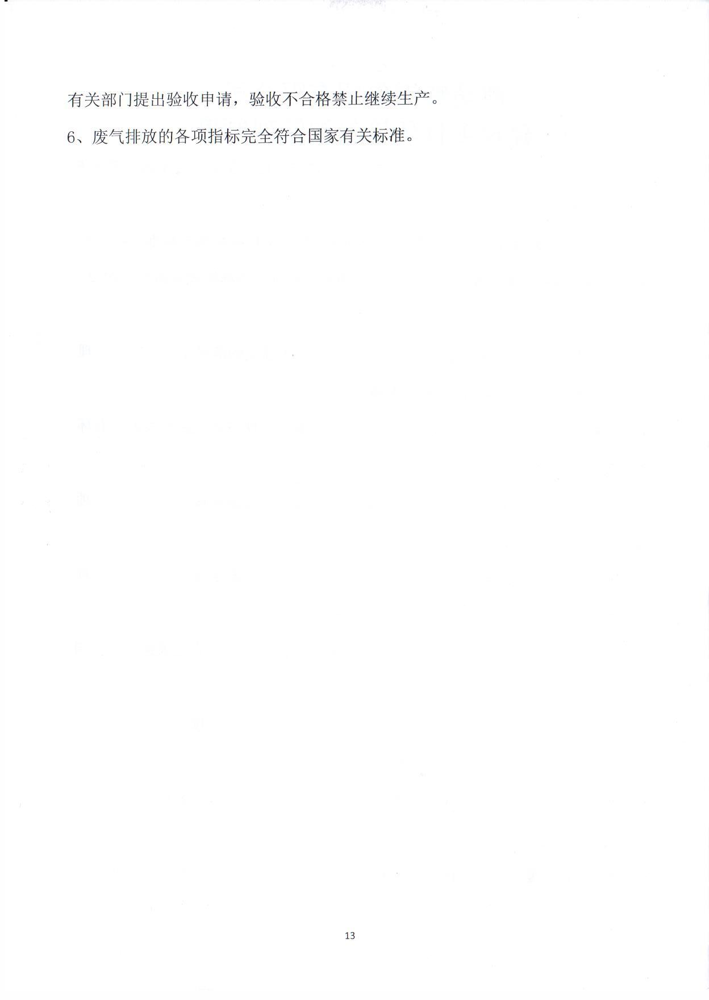 有关部门提出验收申请，验收不合格禁止继续生产。
6、废气排放的各项指标完全符合国家有关标准。
13